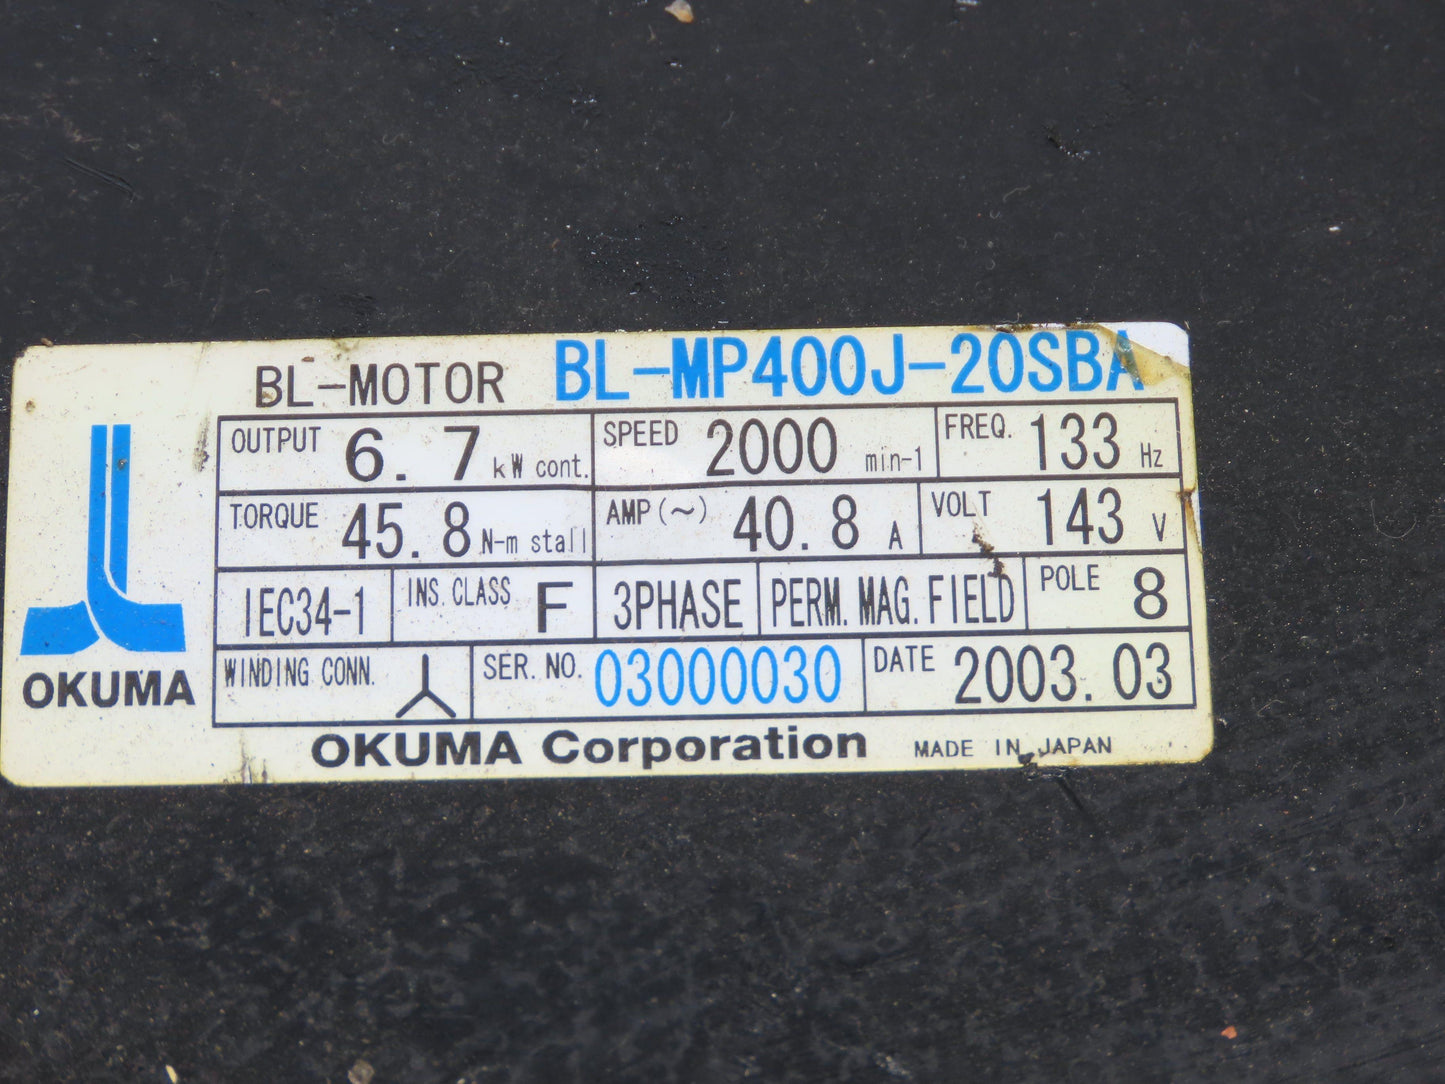 BL-MOTOR BL-MP400J-20SBA
OUTPUT 6.7 kW cont. SPEED 2000 min-1 FREQ. 133 Hz
TORQUE 45.8 N-m stall AMP(~) 40.8 A VOLT 143 V
IEC34-1 INS.CLASS F 3PHASE PERM.MAG.FIELD POLE 8
WINDING CONN. SER.NO. 03000030 DATE 2003.03
OKUMA
OKUMA Corporation MADE IN JAPAN